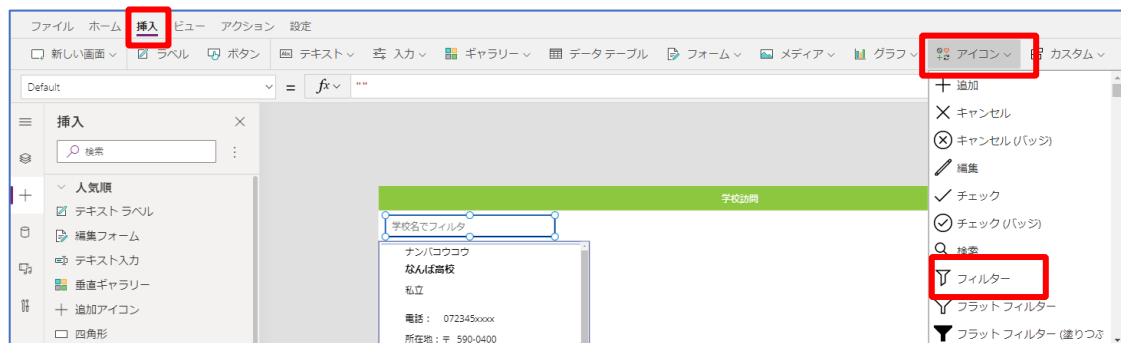 ファイル ホーム 挿入 ビュー アクション 設定
新しい画面 ラベル ボタン Abc テキスト 入力 ギャラリー データ テーブル フォーム メディア グラフ アイコン カスタム
Default = fx ""
挿入
検索
人気順
テキスト ラベル
編集フォーム
テキスト入力
垂直ギャラリー
追加アイコン
四角形
学校訪問
学校名でフィルタ
ナンバコウコウ
なんば高校
私立
電話： 072345xxxx
所在地：〒 590-0400
追加
キャンセル
キャンセル (バッジ)
編集
チェック
チェック (バッジ)
検索
フィルター
フラット フィルター
フラット フィルター (塗りつぶ